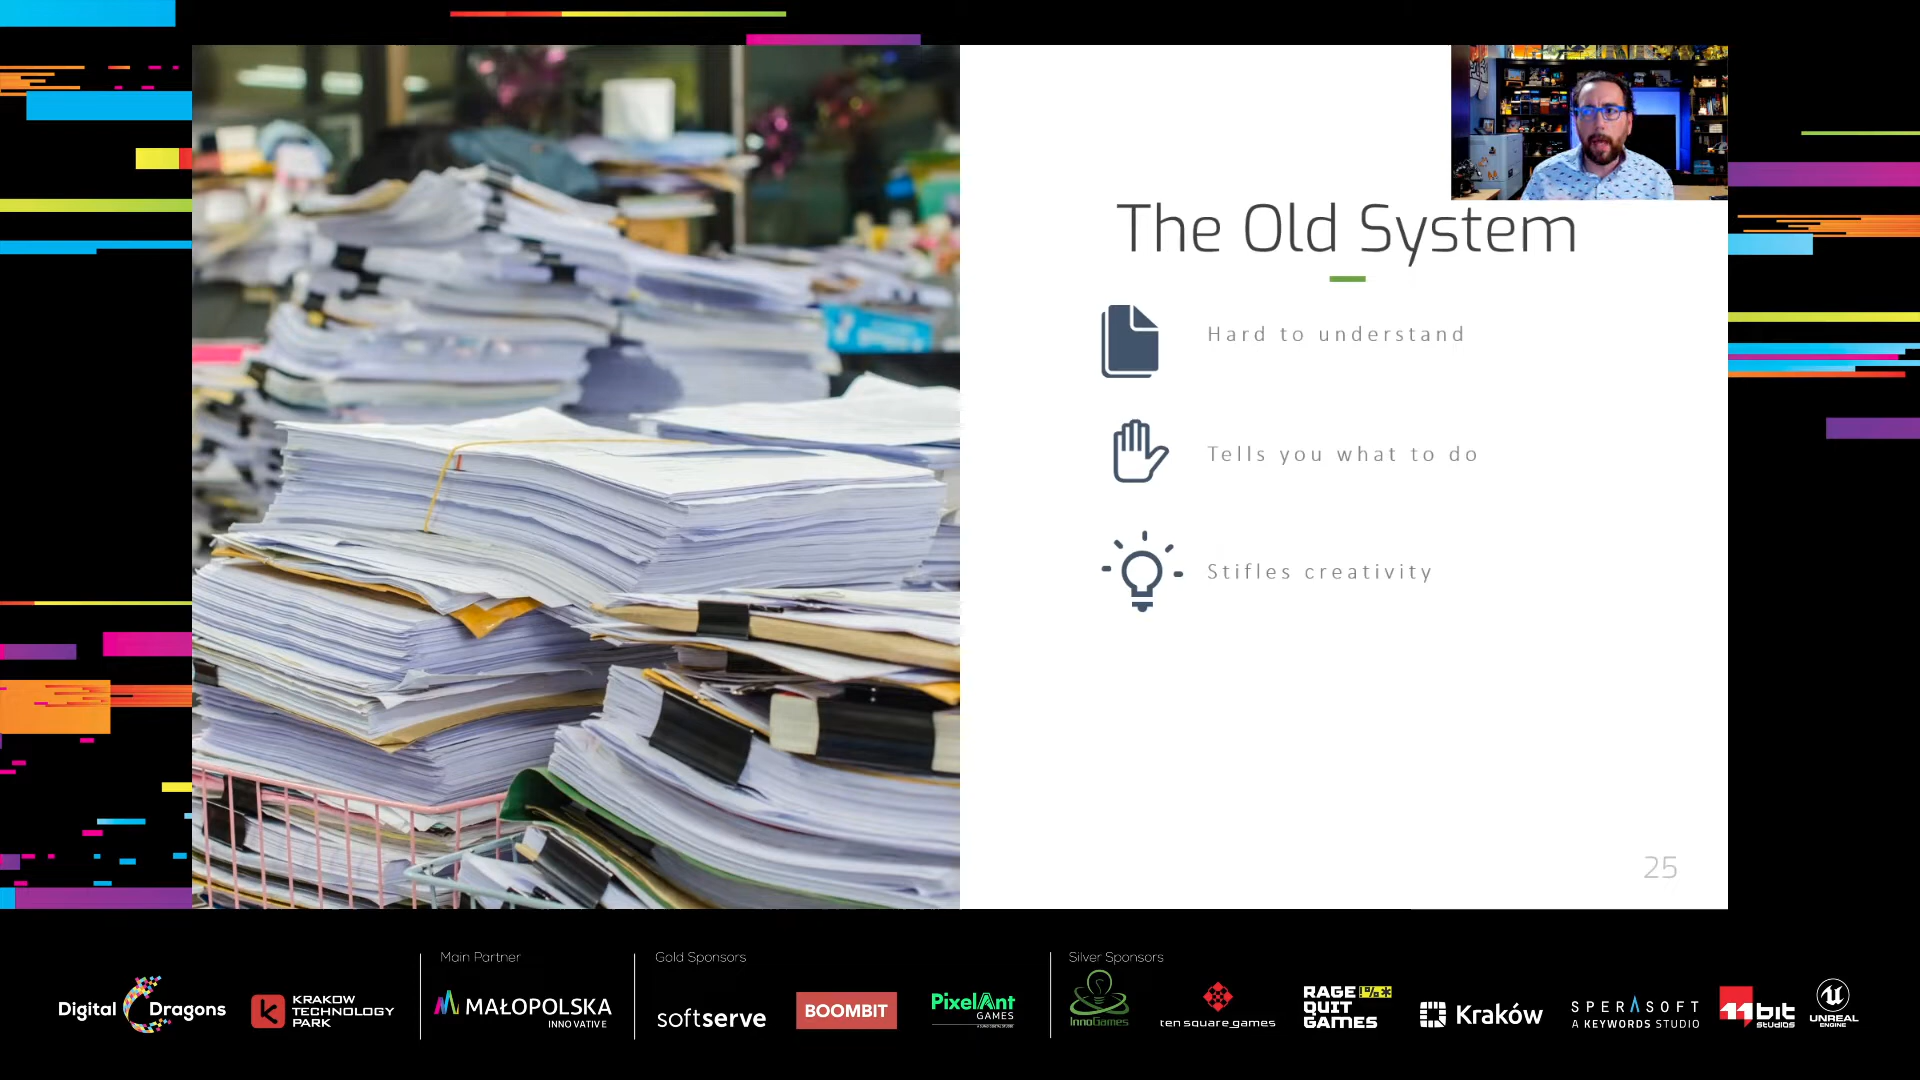 The Old System
Hard to understand
Tells you what to do
Stifles creativity
25
Main Partner
Gold Sponsors
Silver Sponsors
Digital Dragons
KRAKOW
TECHNOLOGY
PARK
MAŁOPOLSKA
INNOVATIVE
softserve
BOOMBIT
PixelAnt
GAMES
InnoGames
ten square games
RAGE !%*
QUIT
GAMES
Kraków
SPERASOFT
A KEYWORDS STUDIO
11 bit
STUDIOS
UNREAL
ENGINE